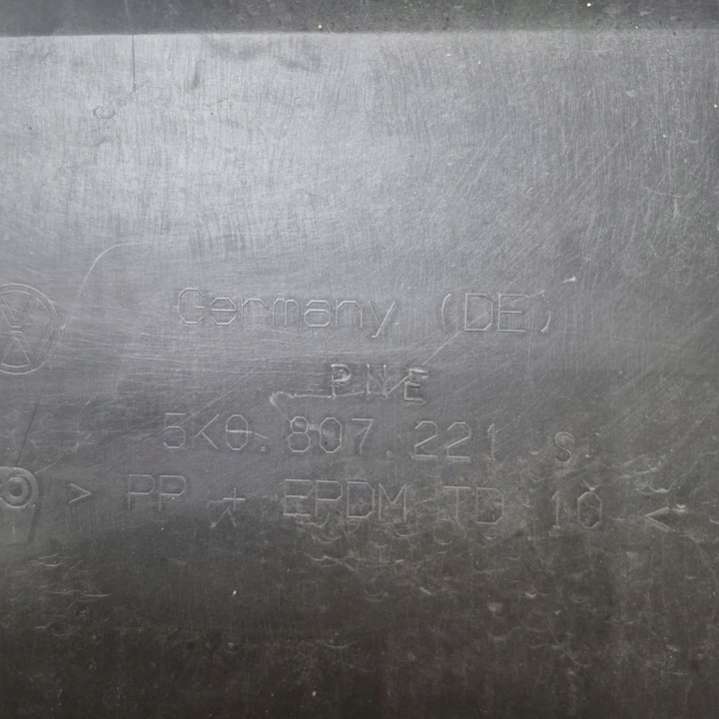 Germany (DE)
PNE
5K0.807.221 S
> PP + EPDM TD 10 <